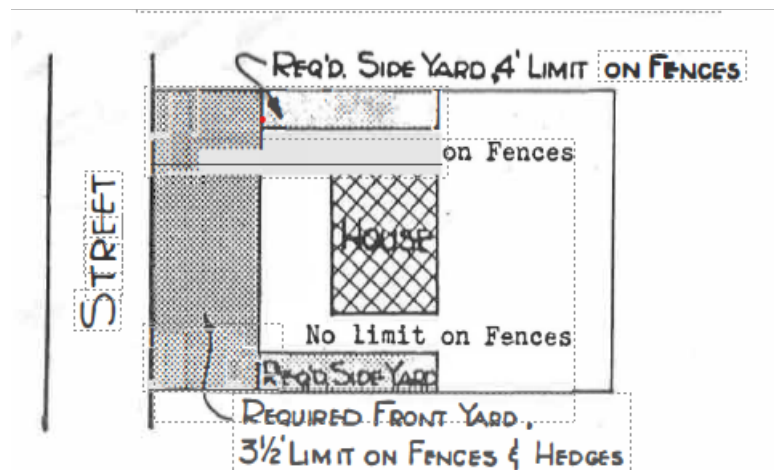 REQ'D. SIDE YARD, 4' LIMIT ON FENCES
on Fences
STREET
HOUSE
No limit on Fences
REQ'D. SIDE YARD
REQUIRED FRONT YARD,
3½' LIMIT ON FENCES & HEDGES